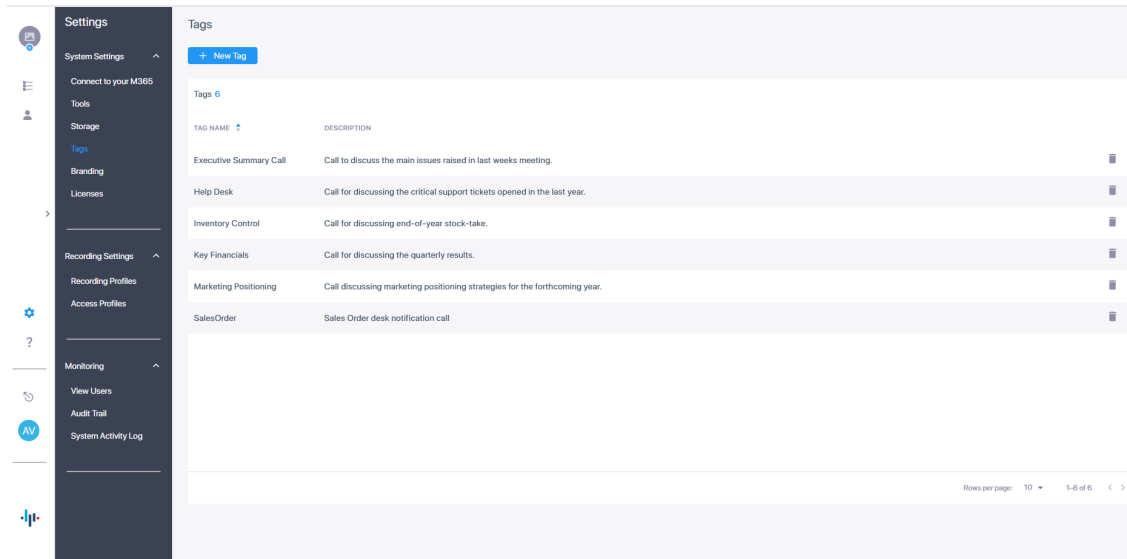 Settings
System Settings
Connect to your M365
Tools
Storage
Tags
Branding
Licenses
Recording Settings
Recording Profiles
Access Profiles
?
Monitoring
View Users
Audit Trail
System Activity Log
AV
Tags
+ New Tag
Tags 6
TAG NAME DESCRIPTION
Executive Summary Call Call to discuss the main issues raised in last weeks meeting.
Help Desk Call for discussing the critical support tickets opened in the last year.
Inventory Control Call for discussing end-of-year stock-take.
Key Financials Call for discussing the quarterly results.
Marketing Positioning Call discussing marketing positioning strategies for the forthcoming year.
SalesOrder Sales Order desk notification call
Rows per page: 10 1–6 of 6